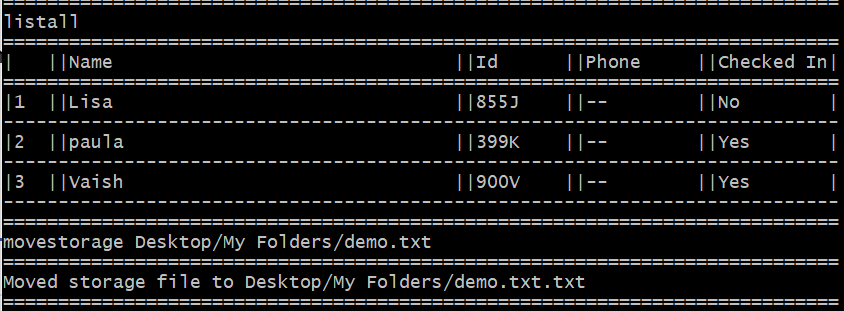 listall
| ||Name ||Id ||Phone ||Checked In|
|1 ||Lisa ||855J ||-- ||No |
|2 ||paula ||399K ||-- ||Yes |
|3 ||Vaish ||900V ||-- ||Yes |
movestorage Desktop/My Folders/demo.txt
Moved storage file to Desktop/My Folders/demo.txt.txt